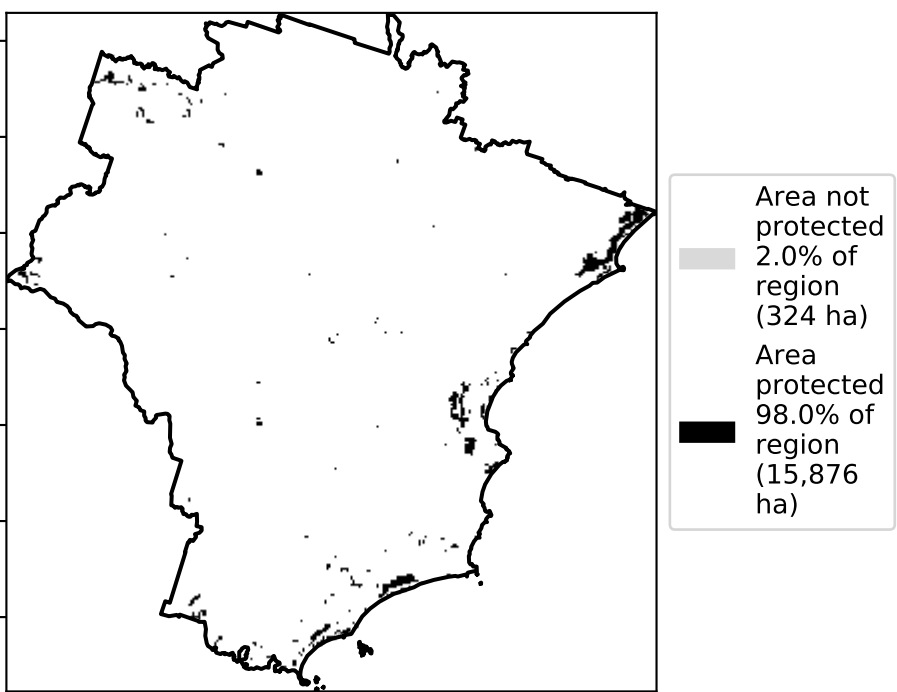 Area not
protected
2.0% of
region
(324 ha)
Area
protected
98.0% of
region
(15,876
ha)